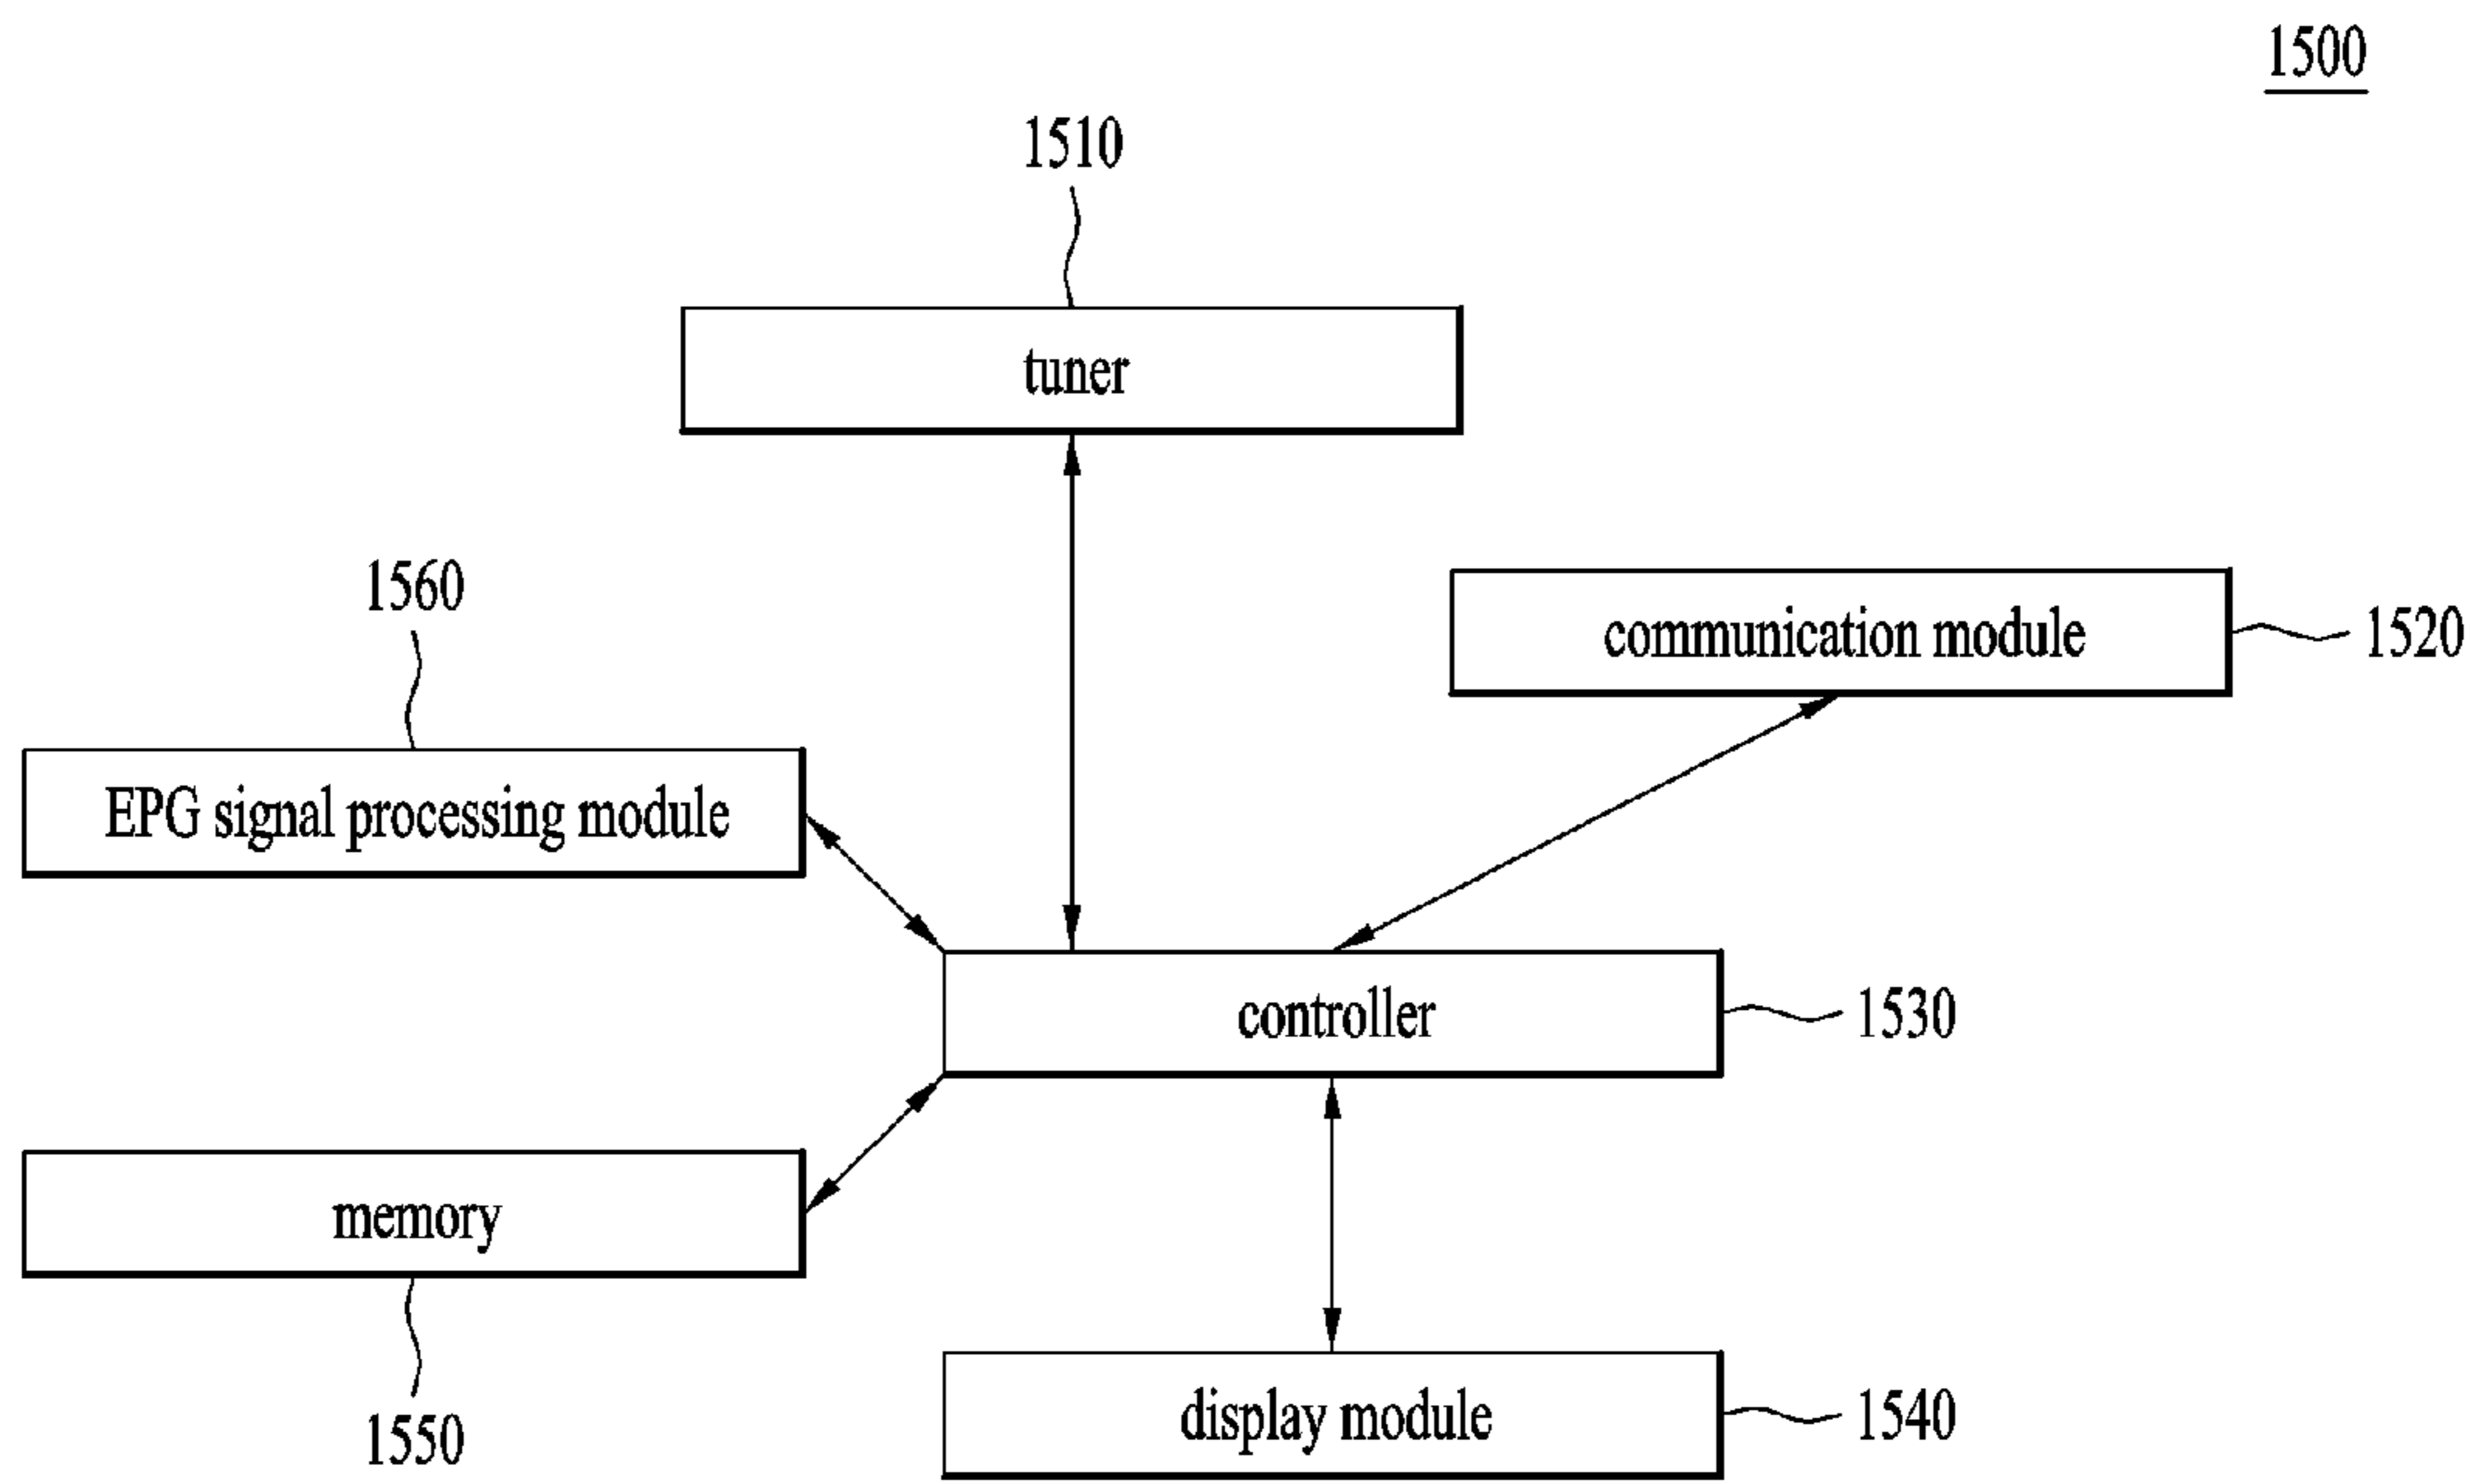 1500
1510
tuner
1560
communication module
1520
EPG signal processing module
controller
1530
memory
display module
1540
1550